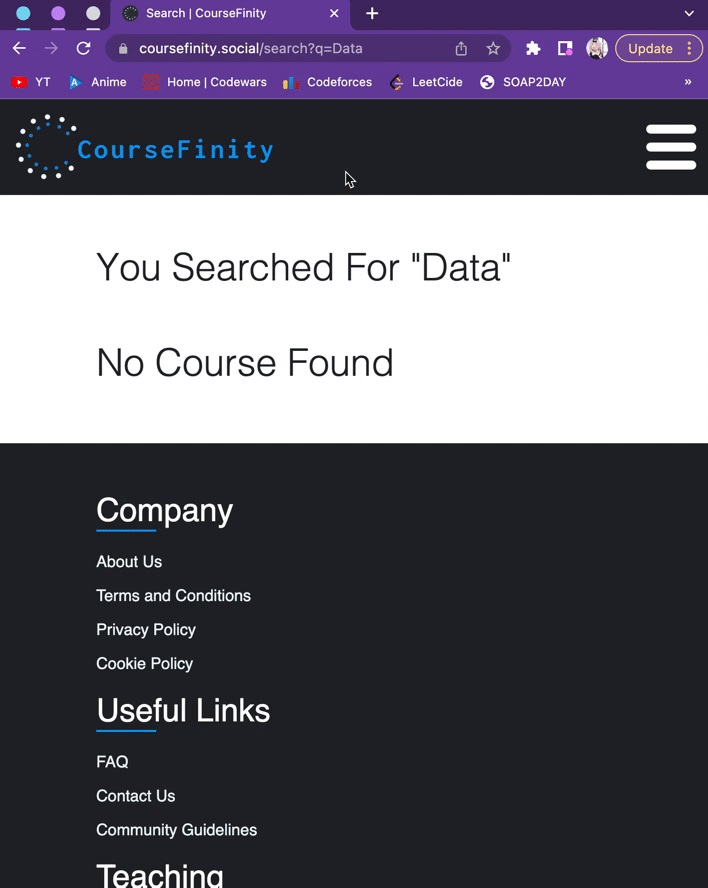 Search | CourseFinity
coursefinity.social/search?q=Data
Update
YT
Anime
Home | Codewars
Codeforces
LeetCide
SOAP2DAY
»
CourseFinity
You Searched For "Data"
No Course Found
Company
About Us
Terms and Conditions
Privacy Policy
Cookie Policy
Useful Links
FAQ
Contact Us
Community Guidelines
Teaching